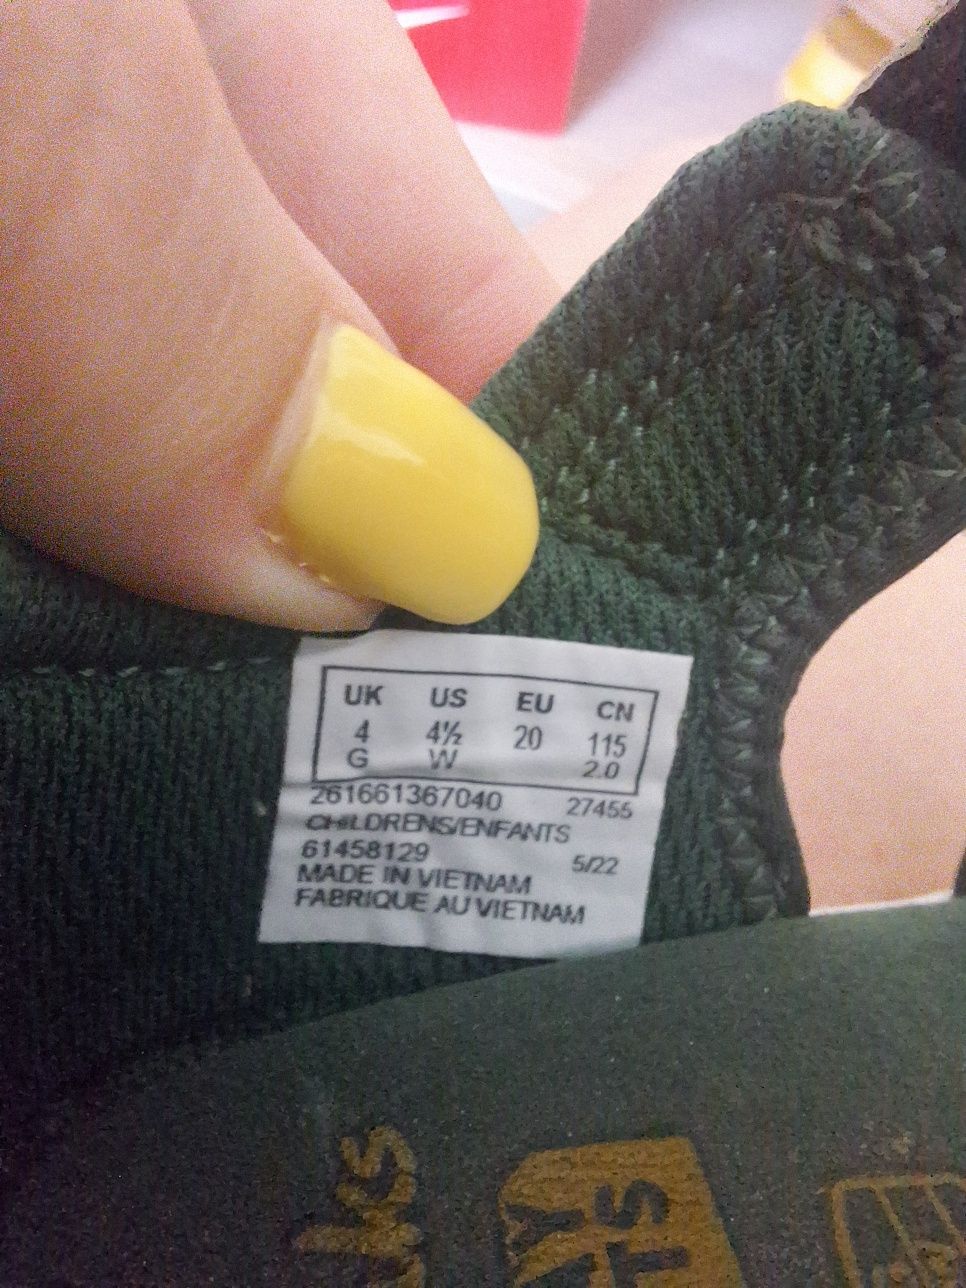 UK US EU CN
4 4½ 20 115
G W 2.0
261661367040 27455
CHILDRENS/ENFANTS
61458129 5/22
MADE IN VIETNAM
FABRIQUE AU VIETNAM